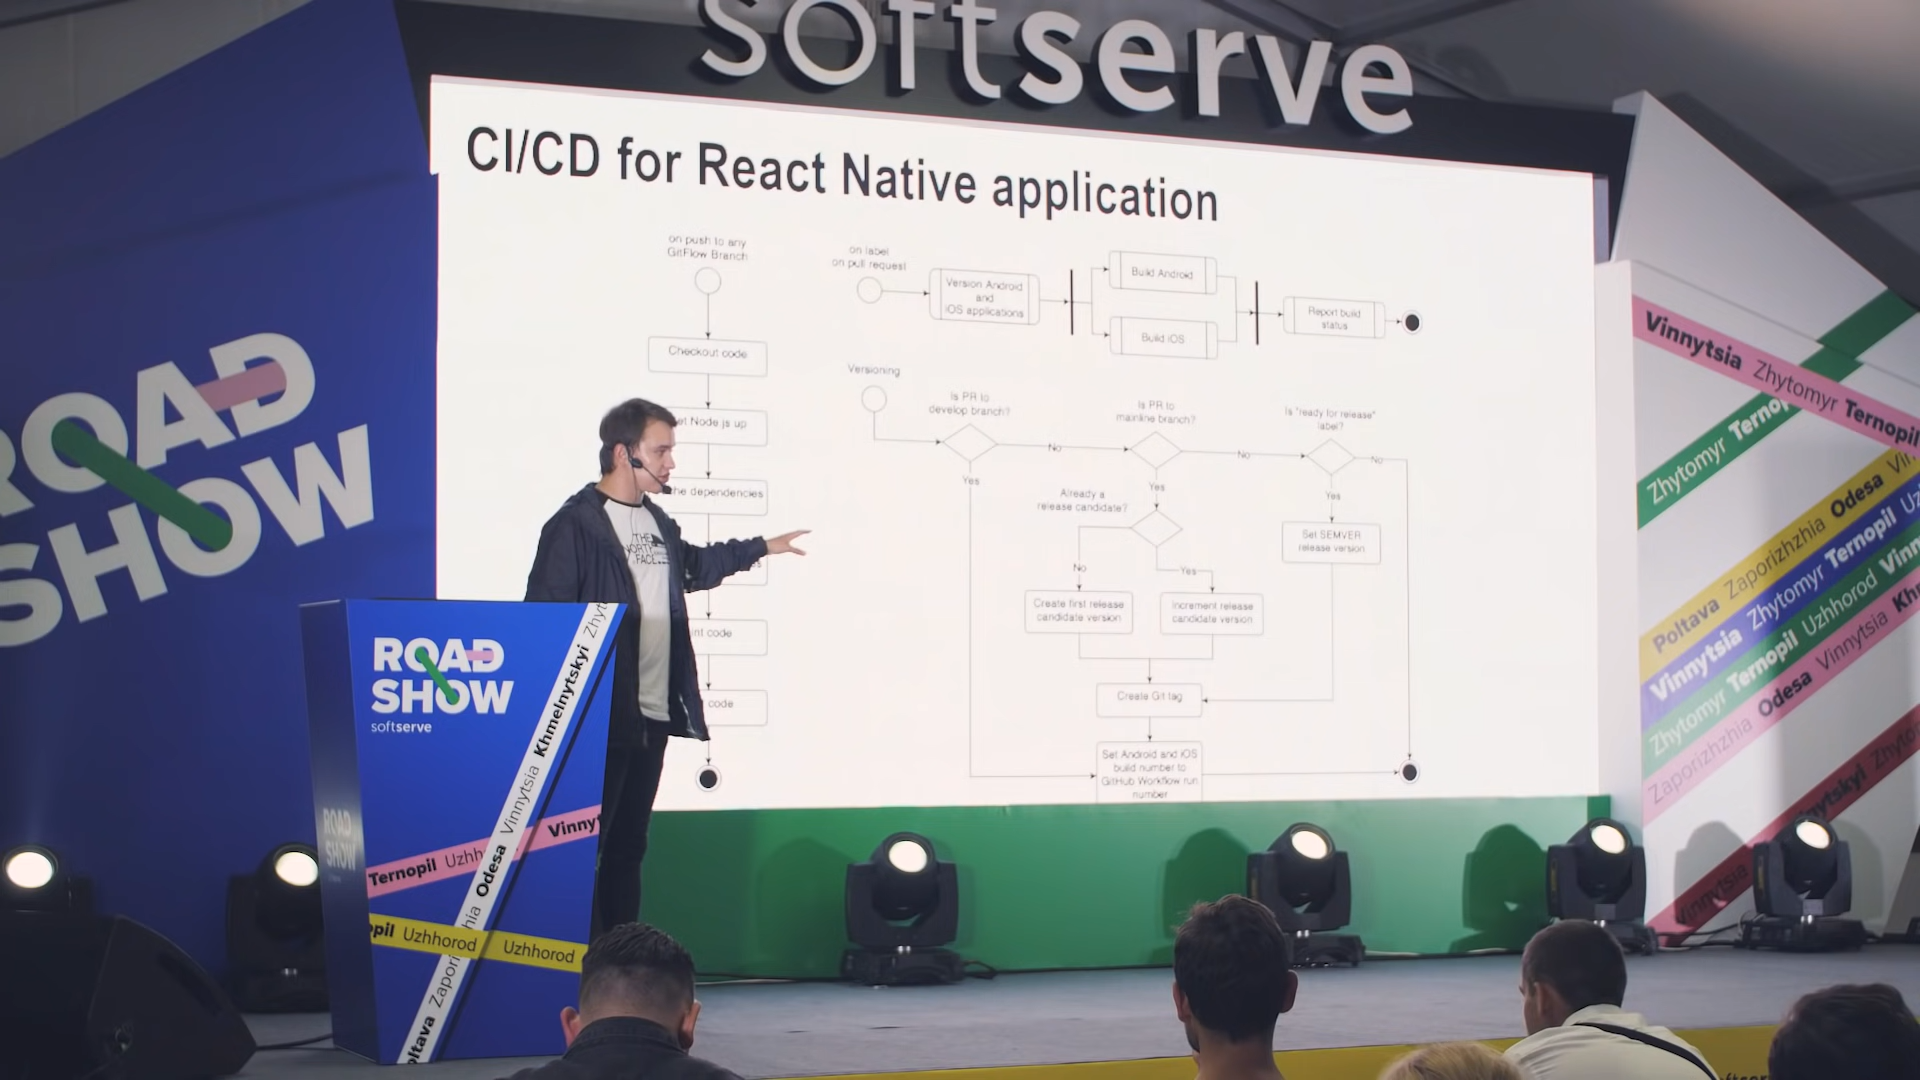 softserve
CI/CD for React Native application
on push to any
GitFlow Branch
Checkout code
Node.js up
dependencies
code
code
on label
on pull request
Version Android
and
iOS applications
Build Android
Build iOS
Report build
status
Versioning
Is PR to
develop branch?
No
Yes
Is PR to
mainline branch?
No
Yes
Is "ready for release"
label?
No
Yes
Already a
release candidate?
No
Yes
Set SEMVER
release version
Create first release
candidate version
Increment release
candidate version
Create Git tag
Set Android and iOS
build number to
GitHub Workflow run
number
ROAD
SHOW
THE
NORTH
FACE
ROAD
SHOW
softserve
Khmelnytskyi
Vinnytsia
Odesa
Ternopil
Uzhhorod Uzhhorod
ROAD
SHOW
Vinnytsia Zhytomyr Ternopil
Zhytomyr
Poltava Zaporizhzhia Odesa
Vinnytsia Zhytomyr Ternopil
Zhytomyr Ternopil Uzhhorod
Zaporizhzhia Odesa Vinnytsia
Vinnytsia